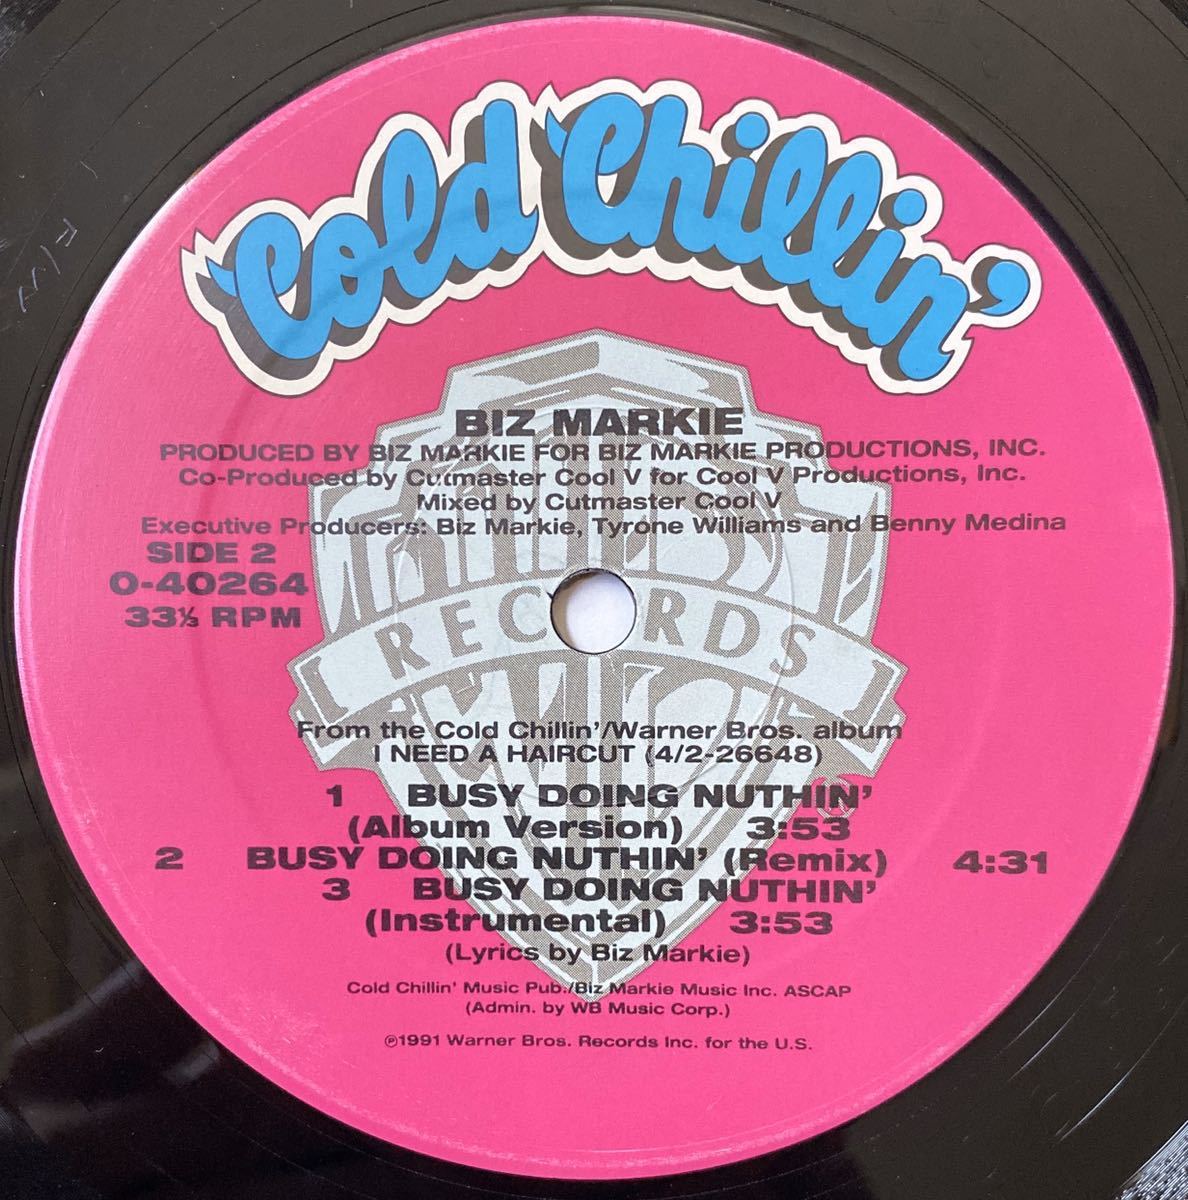 Cold Chillin'
BIZ MARKIE
PRODUCED BY BIZ MARKIE FOR BIZ MARKIE PRODUCTIONS, INC.
Co-Produced by Cutmaster Cool V for Cool V Productions, Inc.
Mixed by Cutmaster Cool V
Executive Producers: Biz Markie, Tyrone Williams and Benny Medina
SIDE 2
0-40264
33⅓ RPM
RECORDS
From the Cold Chillin'/Warner Bros. album
I NEED A HAIRCUT (4/2-26648)
1 BUSY DOING NUTHIN'
(Album Version) 3:53
2 BUSY DOING NUTHIN' (Remix) 4:31
3 BUSY DOING NUTHIN'
(Instrumental) 3:53
(Lyrics by Biz Markie)
Cold Chillin' Music Pub./Biz Markie Music Inc. ASCAP
(Admin. by WB Music Corp.)
℗1991 Warner Bros. Records Inc. for the U.S.